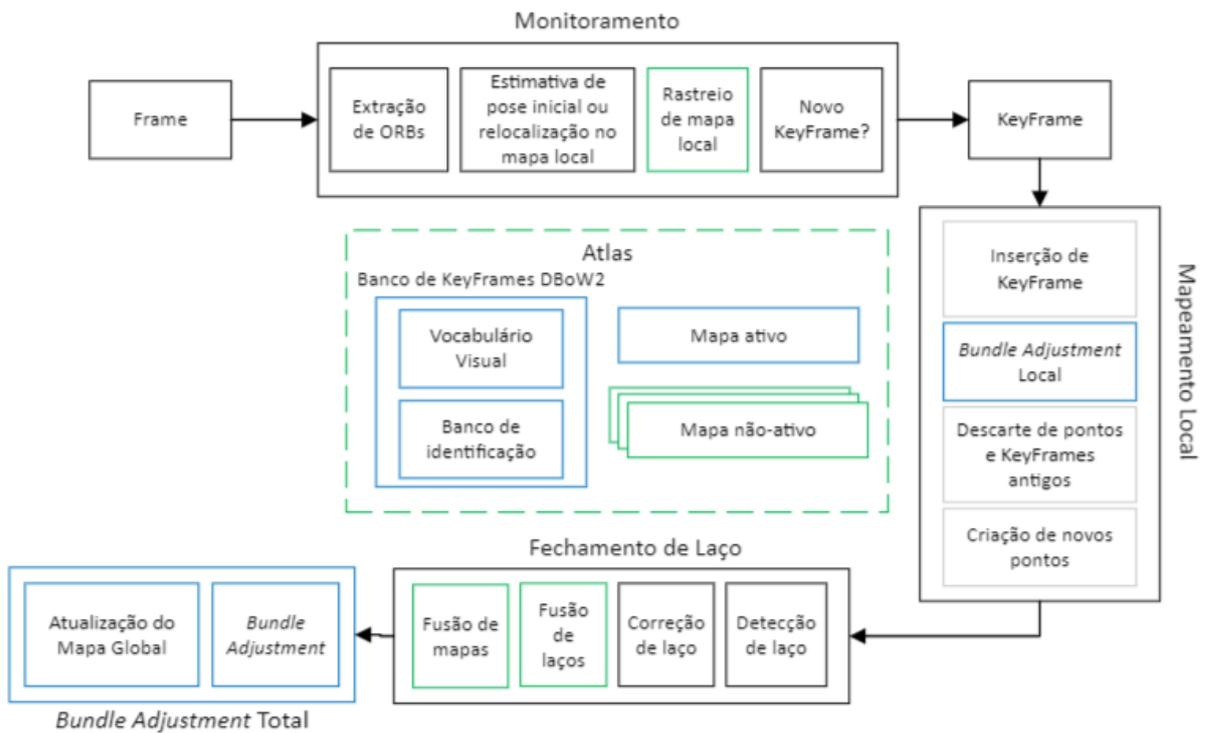 Monitoramento
Frame
Extração
de ORBs
Estimativa de
pose inicial ou
relocalização no
mapa local
Rastreio
de mapa
local
Novo
KeyFrame?
KeyFrame
Mapeamento Local
Inserção de
KeyFrame
Bundle Adjustment
Local
Descarte de pontos
e KeyFrames
antigos
Criação de novos
pontos
Atlas
Banco de KeyFrames DBoW2
Vocabulário
Visual
Banco de
identificação
Mapa ativo
Mapa não-ativo
Fechamento de Laço
Fusão de
mapas
Fusão
de
laços
Correção
de laço
Detecção
de laço
Atualização do
Mapa Global
Bundle
Adjustment
Bundle Adjustment Total